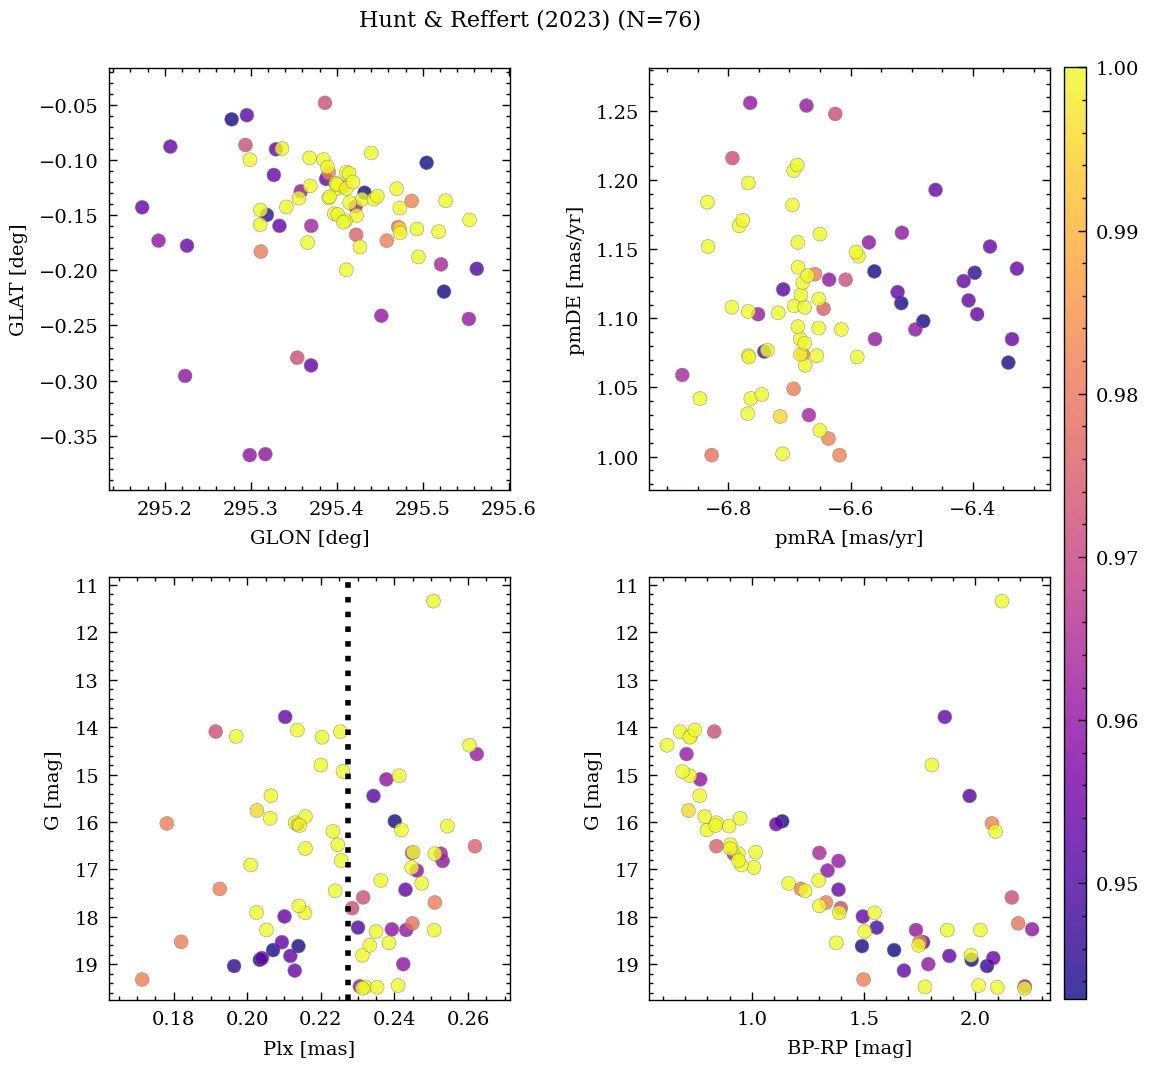 Hunt & Reffert (2023) (N=76)
−0.05
−0.10
−0.15
−0.20
−0.25
−0.30
−0.35
GLAT [deg]
295.2 295.3 295.4 295.5 295.6
GLON [deg]
1.25
1.20
1.15
1.10
1.05
1.00
pmDE [mas/yr]
−6.8 −6.6 −6.4
pmRA [mas/yr]
1.00
0.99
0.98
0.97
0.96
0.95
11
12
13
14
15
16
17
18
19
G [mag]
0.18 0.20 0.22 0.24 0.26
Plx [mas]
11
12
13
14
15
16
17
18
19
G [mag]
1.0 1.5 2.0
BP-RP [mag]